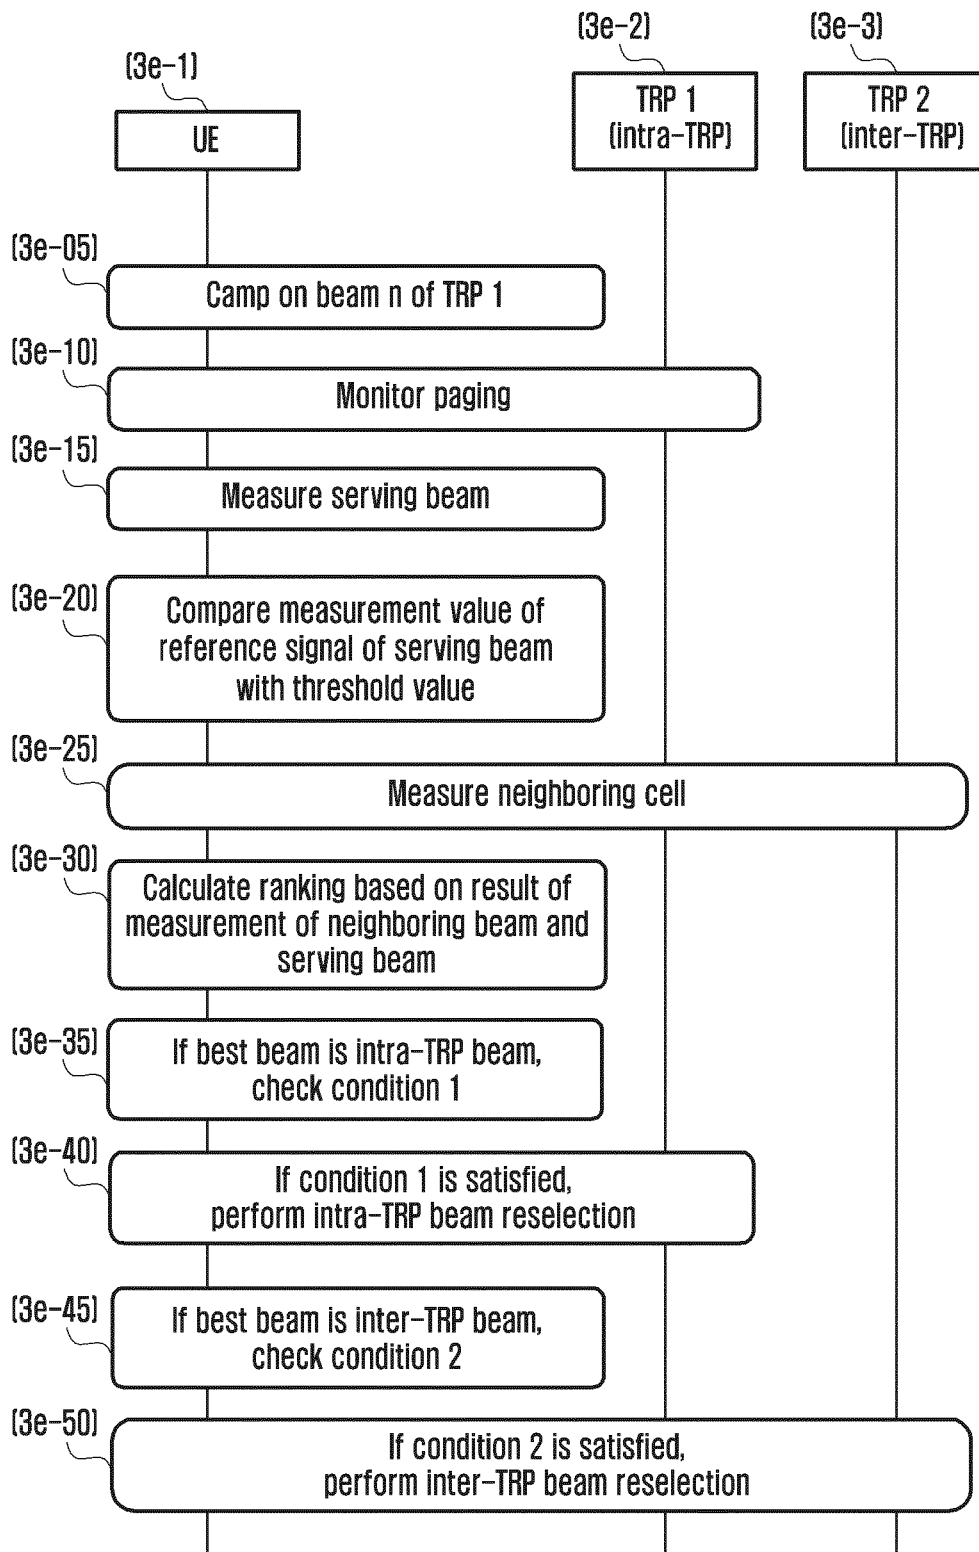 (3e-2)
(3e-3)
(3e-1)
TRP 1
(intra-TRP)
TRP 2
(inter-TRP)
UE
(3e-05)
Camp on beam n of TRP 1
(3e-10)
Monitor paging
(3e-15)
Measure serving beam
(3e-20)
Compare measurement value of
reference signal of serving beam
with threshold value
(3e-25)
Measure neighboring cell
(3e-30)
Calculate ranking based on result of
measurement of neighboring beam and
serving beam
(3e-35)
If best beam is intra-TRP beam,
check condition 1
(3e-40)
If condition 1 is satisfied,
perform intra-TRP beam reselection
(3e-45)
If best beam is inter-TRP beam,
check condition 2
(3e-50)
If condition 2 is satisfied,
perform inter-TRP beam reselection